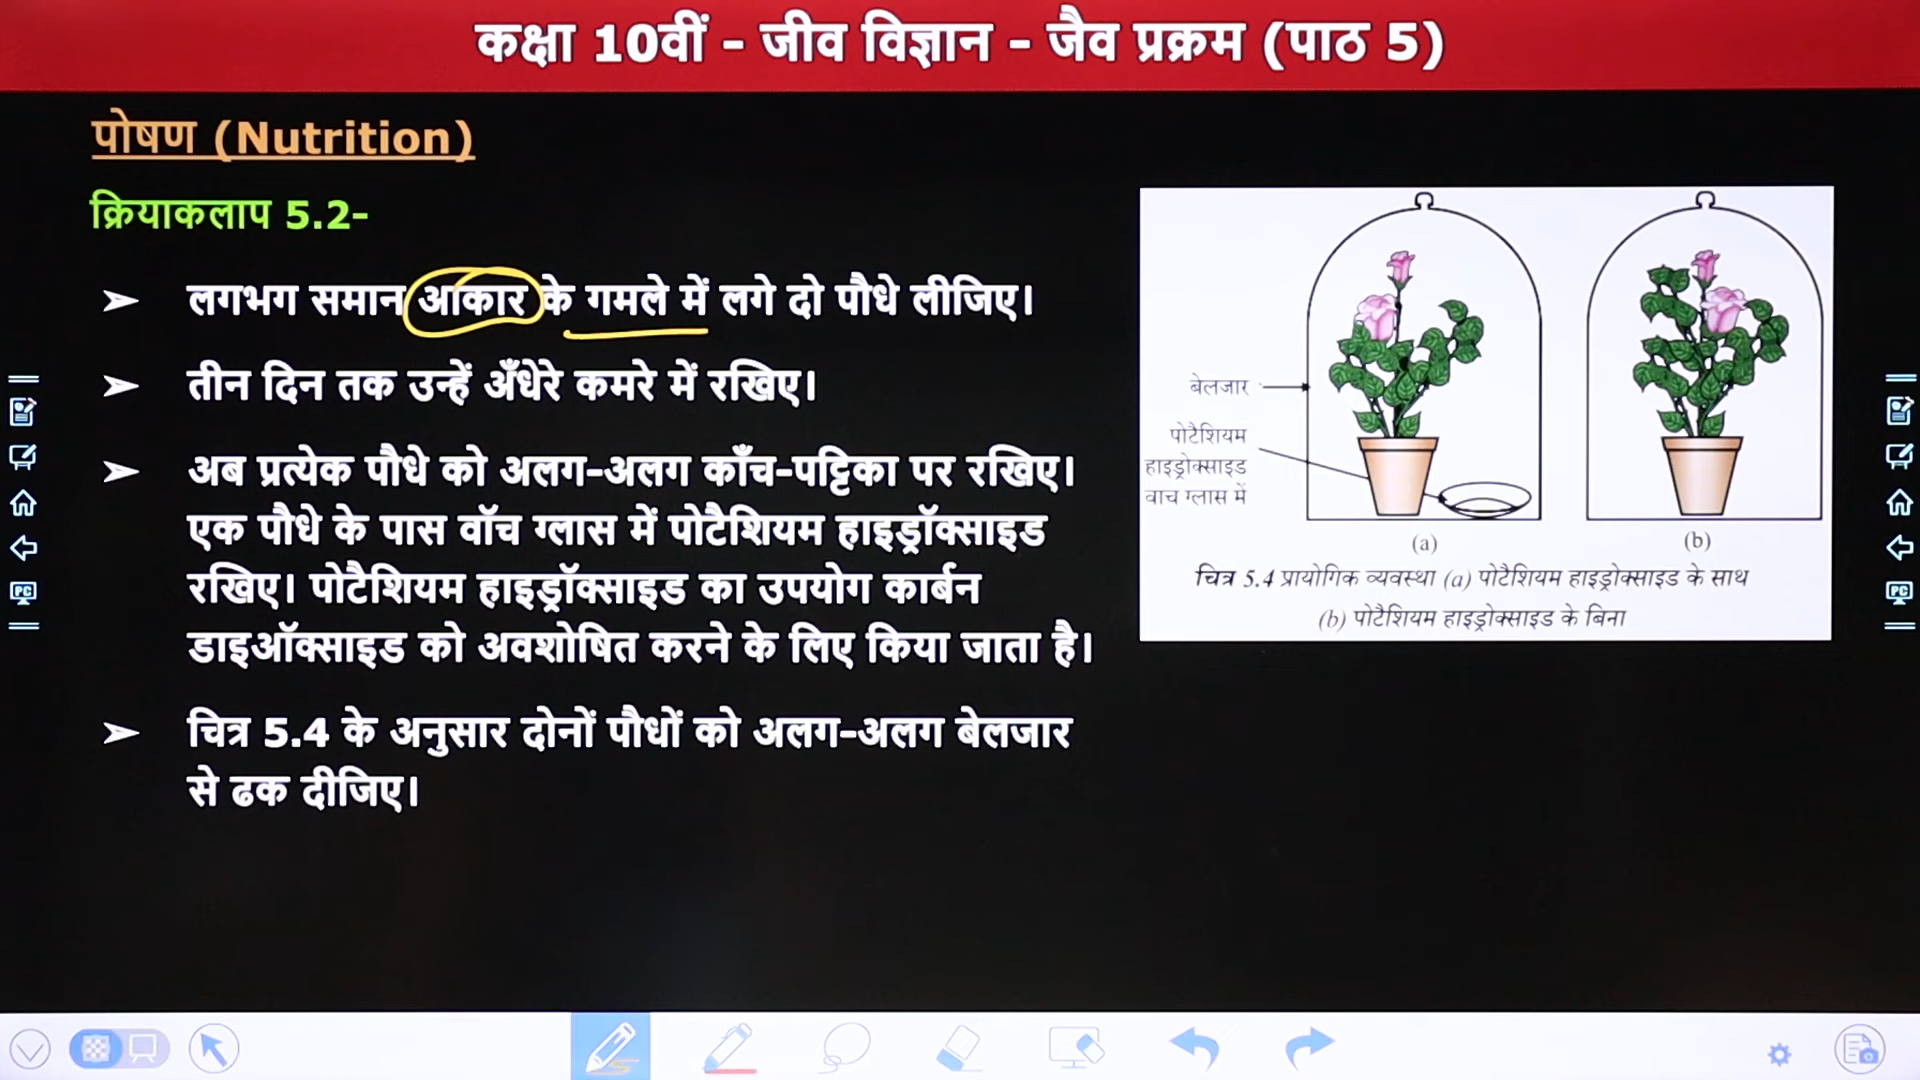 कक्षा 10वीं - जीव विज्ञान - जैव प्रक्रम (पाठ 5)
पोषण (Nutrition)
क्रियाकलाप 5.2-
➢ लगभग समान आकार के गमले में लगे दो पौधे लीजिए।
➢ तीन दिन तक उन्हें अँधेरे कमरे में रखिए।
➢ अब प्रत्येक पौधे को अलग-अलग काँच-पट्टिका पर रखिए।
एक पौधे के पास वॉच ग्लास में पोटैशियम हाइड्रॉक्साइड
रखिए। पोटैशियम हाइड्रॉक्साइड का उपयोग कार्बन
डाइऑक्साइड को अवशोषित करने के लिए किया जाता है।
➢ चित्र 5.4 के अनुसार दोनों पौधों को अलग-अलग बेलजार
से ढक दीजिए।
बेलजार
पोटैशियम
हाइड्रोक्साइड
वाच ग्लास में
(a)
(b)
चित्र 5.4 प्रायोगिक व्यवस्था (a) पोटैशियम हाइड्रोक्साइड के साथ
(b) पोटैशियम हाइड्रोक्साइड के बिना
PC
PC